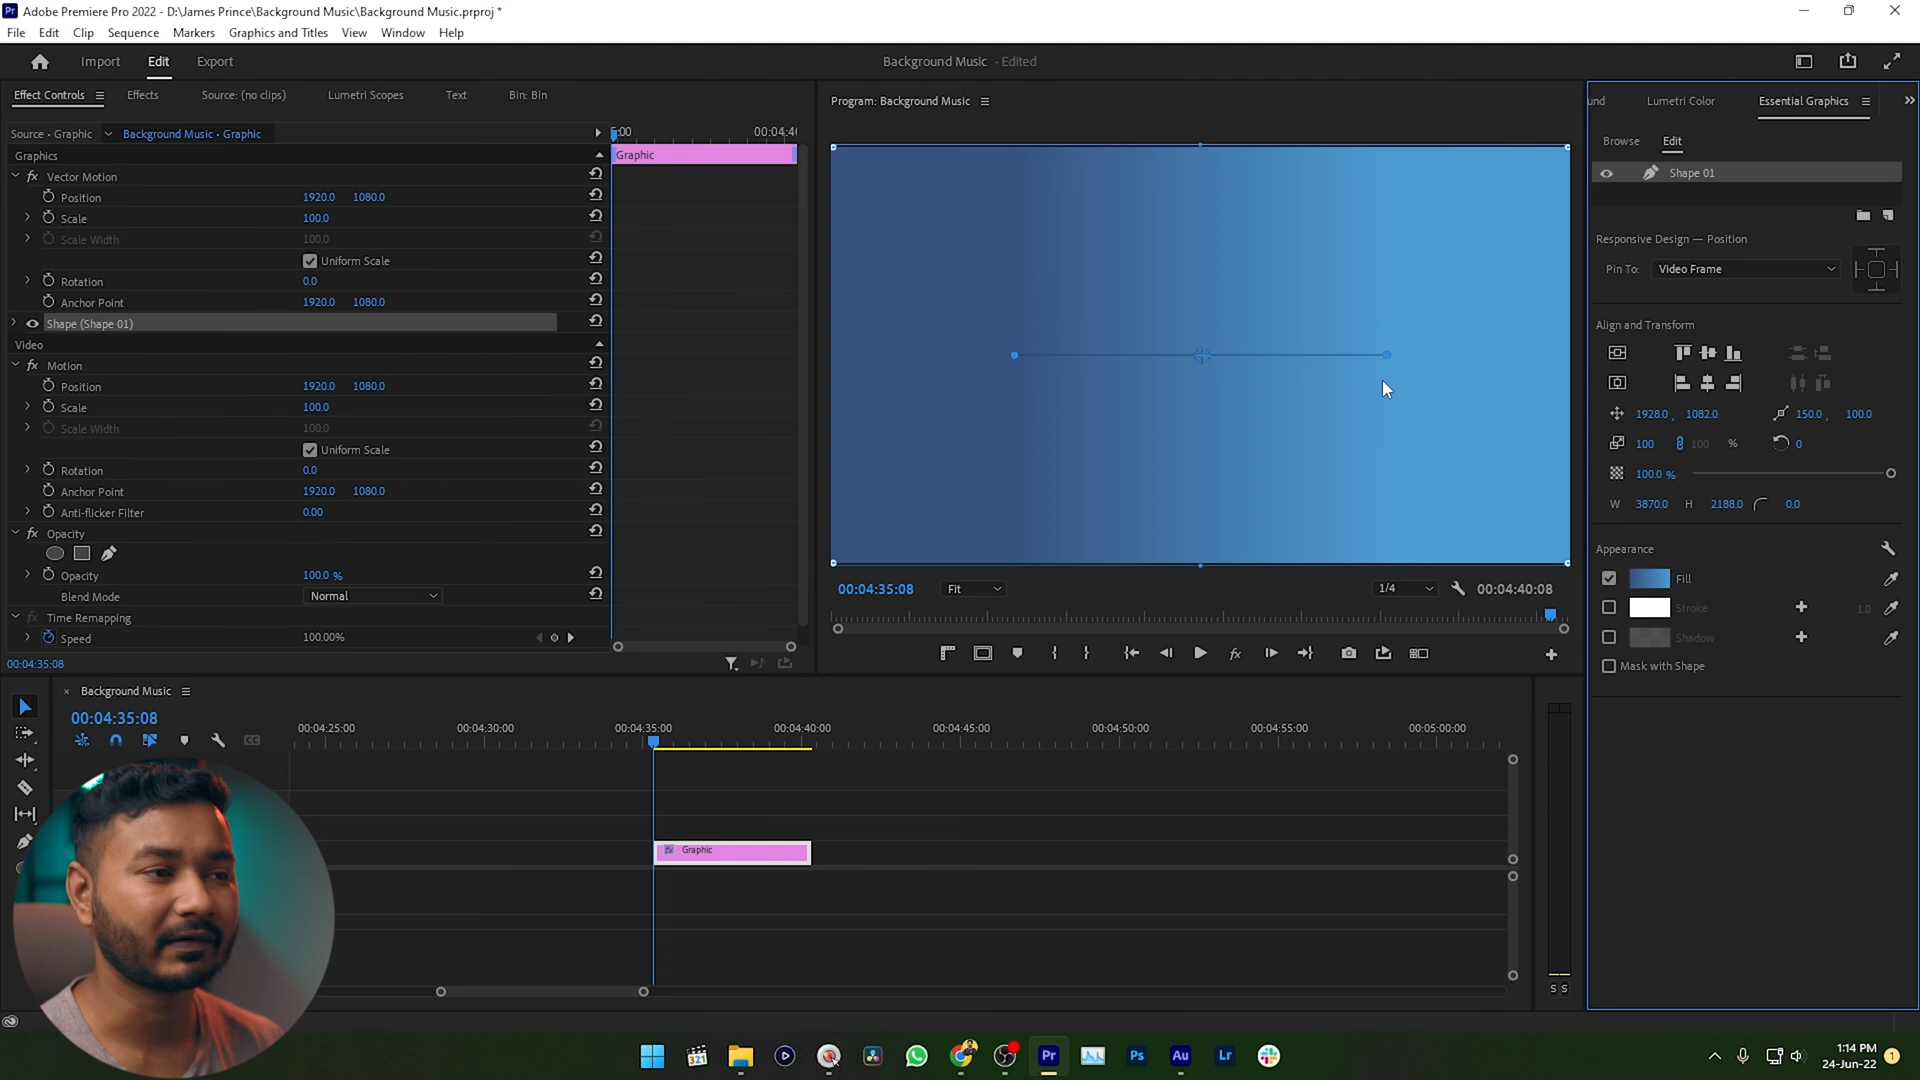 Adobe Premiere Pro 2022 - D:\James Prince\Background Music\Background Music.prproj *
File Edit Clip Sequence Markers Graphics and Titles View Window Help
Import Edit Export
Background Music - Edited
Effect Controls Effects Source: (no clips) Lumetri Scopes Text Bin: Bin
Source • Graphic Background Music • Graphic
Graphics
Vector Motion
Position 1920.0 1080.0
Scale 100.0
Scale Width 100.0
Uniform Scale
Rotation 0.0
Anchor Point 1920.0 1080.0
Shape (Shape 01)
Video
Motion
Position 1920.0 1080.0
Scale 100.0
Scale Width 100.0
Uniform Scale
Rotation 0.0
Anchor Point 1920.0 1080.0
Anti-flicker Filter 0.00
Opacity
Opacity 100.0 %
Blend Mode Normal
Time Remapping
Speed 100.00%
00:04:35:08
Graphic
Program: Background Music
00:04:35:08 Fit 1/4 00:04:40:08
Lumetri Color Essential Graphics
Browse Edit
Shape 01
Responsive Design — Position
Pin To: Video Frame
Align and Transform
1928.0 , 1082.0 150.0 , 100.0
100 100 % 0
100.0 %
W 3870.0 H 2188.0 0.0
Appearance
Fill
Stroke 1.0
Shadow
Mask with Shape
Background Music
00:04:35:08
00:04:25:00 00:04:30:00 00:04:35:00 00:04:40:00 00:04:45:00 00:04:50:00 00:04:55:00 00:05:00:00
fx Graphic
S S
321 Pr Ps Au Lr
1:14 PM
24-Jun-22
1